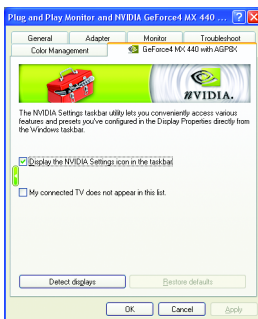 Plug and Play Monitor and NVIDIA GeForce4 MX 440 ...
General Adapter Monitor Troubleshoot
Color Management GeForce4 MX 440 with AGP8X
NVIDIA.
The NVIDIA Settings taskbar utility lets you conveniently access various
features and presets you've configured in the Display Properties directly from
the Windows taskbar.
Display the NVIDIA Settings icon in the taskbar.
My connected TV does not appear in this list.
Detect displays Restore defaults
OK Cancel Apply